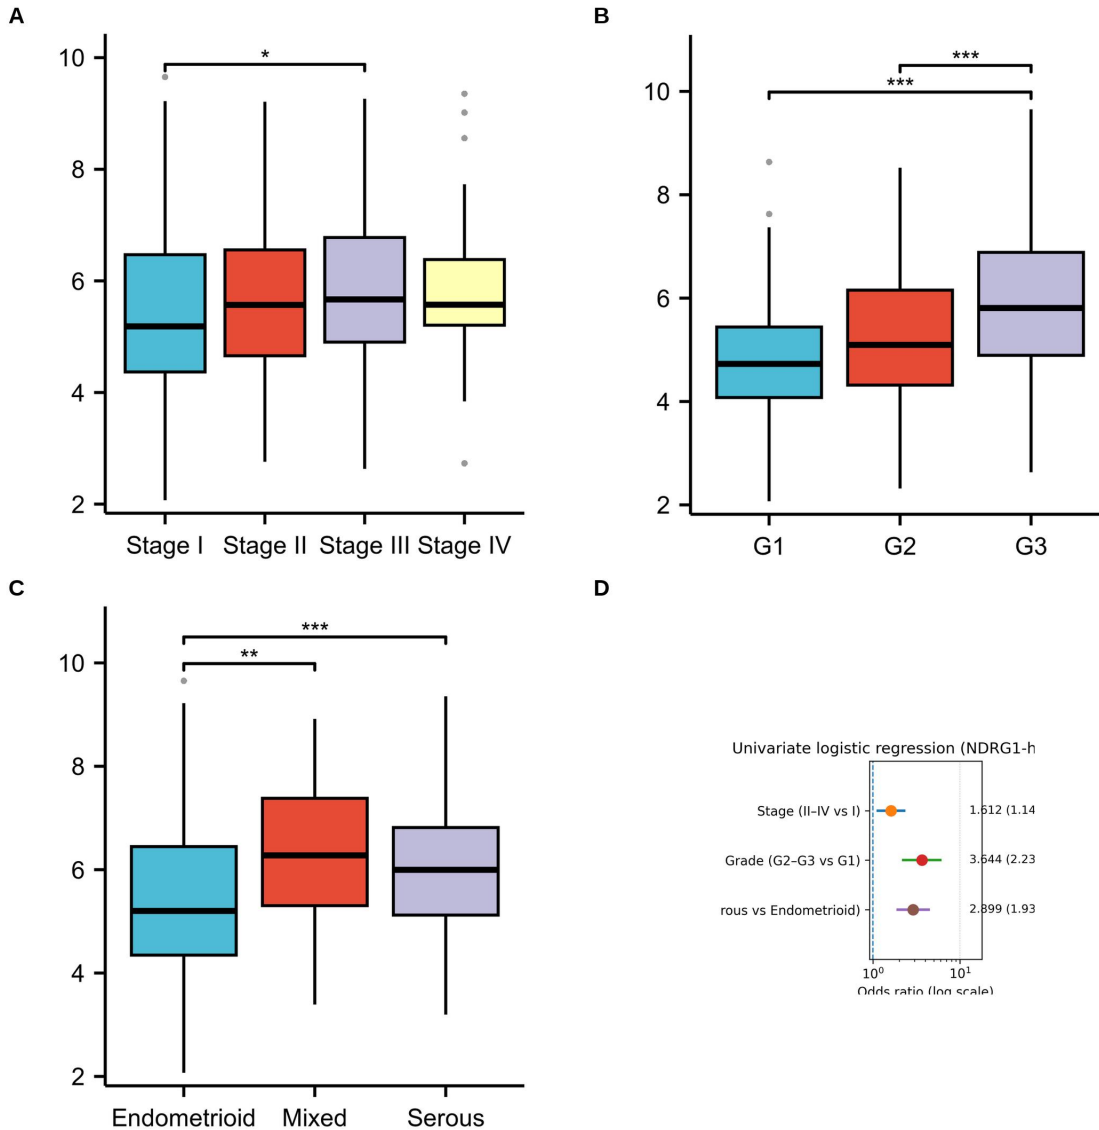 A
10
8
6
4
2
*
Stage I Stage II Stage III Stage IV
B
10
8
6
4
2
***
***
G1 G2 G3
C
10
8
6
4
2
***
**
Endometrioid Mixed Serous
D
Univariate logistic regression (NDRG1-h
Stage (II–IV vs I) 1.612 (1.14
Grade (G2–G3 vs G1) 3.644 (2.23
rous vs Endometrioid) 2.899 (1.93
10⁰ 10¹
Odds ratio (log scale)